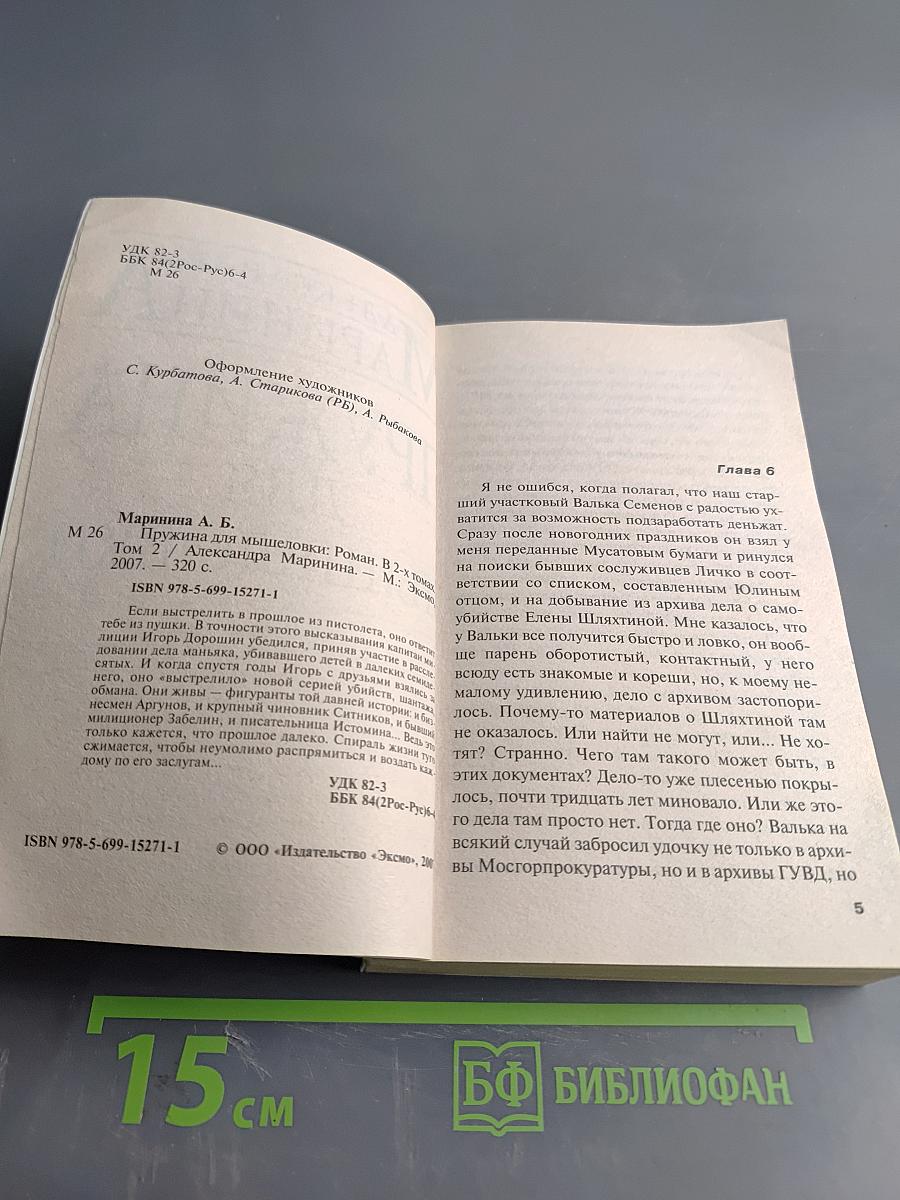 УДК 82-3
ББК 84(2Рос-Рус)6-4
М 26
Оформление художников
С. Курбатова, А. Старикова (РБ), А. Рыбакова
Маринина А. Б.
М 26 Пружина для мышеловки: Роман. В 2-х томах.
Том 2 / Александра Маринина. — М.: Эксмо,
2007. — 320 с.
ISBN 978-5-699-15271-1
Если выстрелить в прошлое из пистолета, оно ответит
тебе из пушки. В точности этого высказывания капитан ми-
лиции Игорь Дорошин убедился, приняв участие в рассле-
довании дела маньяка, убивавшего детей в далеких семиде-
сятых. И когда спустя годы Игорь с друзьями взялись за
него, оно «выстрелило» новой серией убийств, шантажа,
обмана. Они живы — фигуранты той давней истории: и биз-
несмен Аргунов, и крупный чиновник Ситников, и бывший
милиционер Забелин, и писательница Истомина... Ведь это
только кажется, что прошлое далеко. Спираль жизни туго
сжимается, чтобы неумолимо распрямиться и воздать каж-
дому по его заслугам...
УДК 82-3
ББК 84(2Рос-Рус)6-4
ISBN 978-5-699-15271-1
© ООО «Издательство «Эксмо», 200
Глава 6
Я не ошибся, когда полагал, что наш стар-
ший участковый Валька Семенов с радостью ух-
ватится за возможность подзаработать деньжат.
Сразу после новогодних праздников он взял у
меня переданные Мусатовым бумаги и ринулся
на поиски бывших сослуживцев Личко в соот-
ветствии со списком, составленным Юлиным
отцом, и на добывание из архива дела о само-
убийстве Елены Шляхтиной. Мне казалось, что
у Вальки все получится быстро и ловко, он вооб-
ще парень оборотистый, контактный, у него
всюду есть знакомые и кореши, но, к моему не-
малому удивлению, дело с архивом застопори-
лось. Почему-то материалов о Шляхтиной там
не оказалось. Или найти не могут, или... Не хо-
тят? Странно. Чего там такого может быть, в
этих документах? Дело-то уже плесенью покры-
лось, почти тридцать лет миновало. Или же это-
го дела там просто нет. Тогда где оно? Валька на
всякий случай забросил удочку не только в архи-
вы Мосгорпрокуратуры, но и в архивы ГУВД, но
5
15 см
БФ БИБЛИОФАН